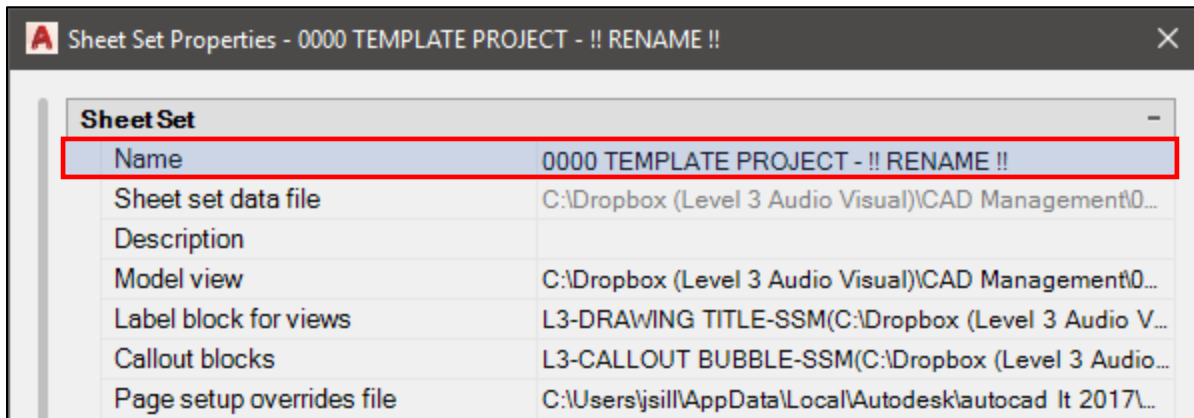 Sheet Set Properties - 0000 TEMPLATE PROJECT - !! RENAME !!
Sheet Set
Name 0000 TEMPLATE PROJECT - !! RENAME !!
Sheet set data file C:\Dropbox (Level 3 Audio Visual)\CAD Management\0...
Description
Model view C:\Dropbox (Level 3 Audio Visual)\CAD Management\0...
Label block for views L3-DRAWING TITLE-SSM(C:\Dropbox (Level 3 Audio V...
Callout blocks L3-CALLOUT BUBBLE-SSM(C:\Dropbox (Level 3 Audio...
Page setup overrides file C:\Users\jsill\AppData\Local\Autodesk\autocad lt 2017\...